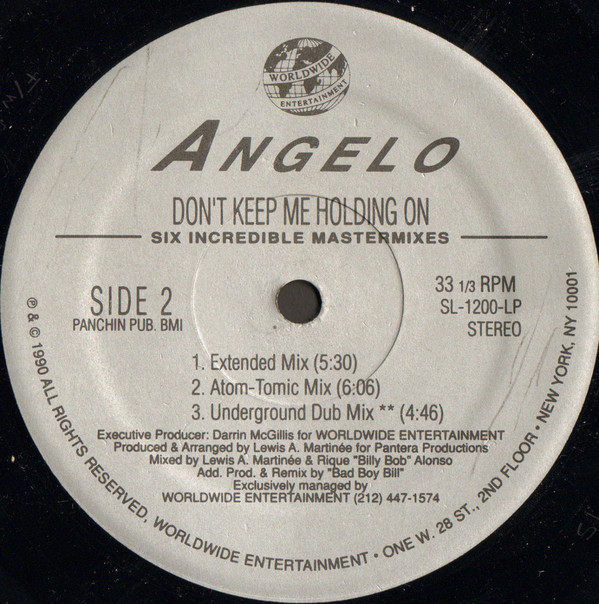 WORLDWIDE
ENTERTAINMENT
ANGELO
DON'T KEEP ME HOLDING ON
SIX INCREDIBLE MASTERMIXES
SIDE 2
PANCHIN PUB. BMI
33 1/3 RPM
SL-1200-LP
STEREO
1. Extended Mix (5:30)
2. Atom-Tomic Mix (6:06)
3. Underground Dub Mix ** (4:46)
Executive Producer: Darrin McGillis for WORLDWIDE ENTERTAINMENT
Produced & Arranged by Lewis A. Martinée for Pantera Productions
Mixed by Lewis A. Martinée & Rique "Billy Bob" Alonso
Add. Prod. & Remix by "Bad Boy Bill"
Exclusively managed by
WORLDWIDE ENTERTAINMENT (212) 447-1574
℗ & © 1990 ALL RIGHTS RESERVED, WORLDWIDE ENTERTAINMENT • ONE W. 28 ST., 2ND FLOOR • NEW YORK, NY 10001